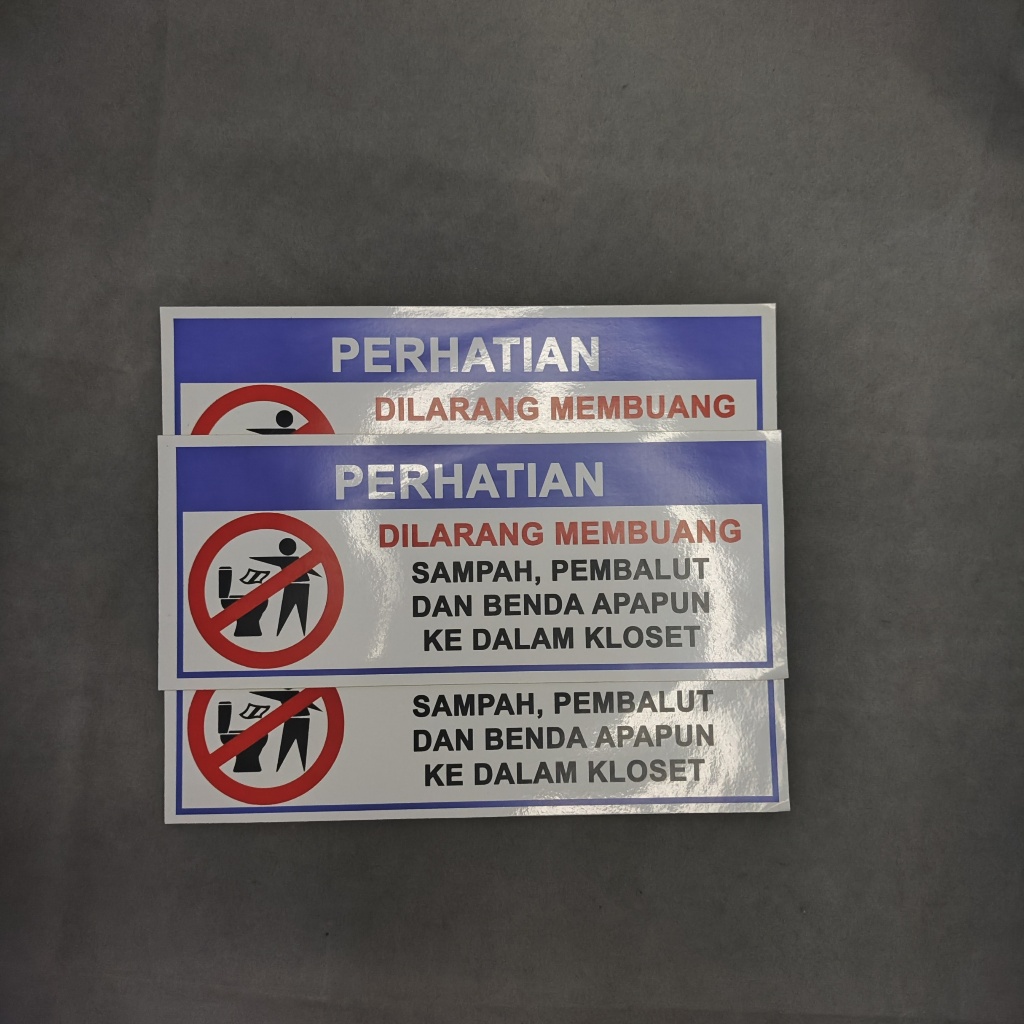 PERHATIAN
DILARANG MEMBUANG
PERHATIAN
DILARANG MEMBUANG
SAMPAH, PEMBALUT
DAN BENDA APAPUN
KE DALAM KLOSET
SAMPAH, PEMBALUT
DAN BENDA APAPUN
KE DALAM KLOSET